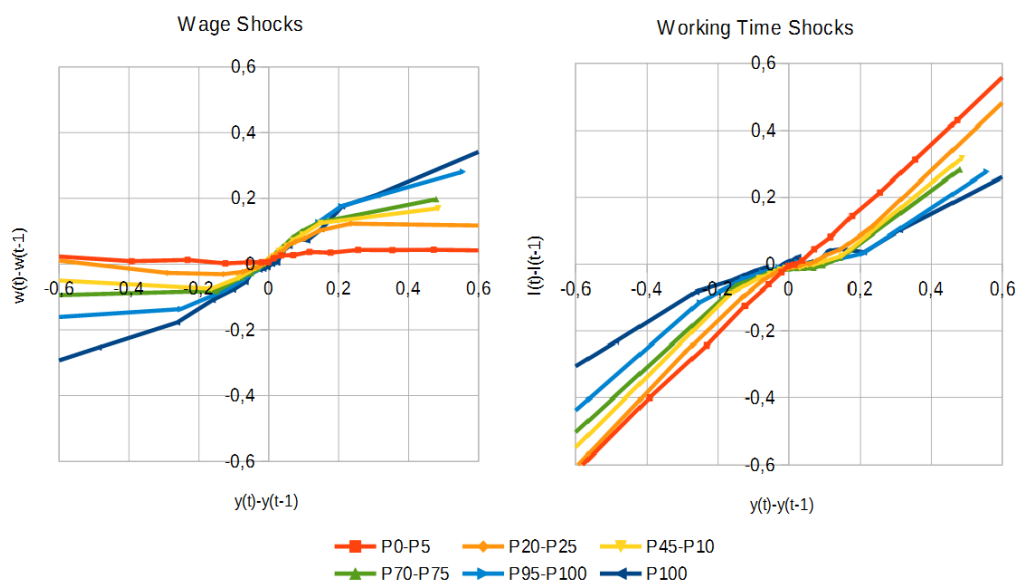 Wage Shocks
Working Time Shocks
0,6
0,4
0,2
0
-0,2
-0,4
-0,6
-0,6 -0,4 -0,2 0 0,2 0,4 0,6
w(t)-w(t-1)
y(t)-y(t-1)
0,6
0,4
0,2
0
-0,2
-0,4
-0,6
-0,6 -0,4 -0,2 0 0,2 0,4 0,6
l(t)-l(t-1)
y(t)-y(t-1)
P0-P5 P20-P25 P45-P10
P70-P75 P95-P100 P100